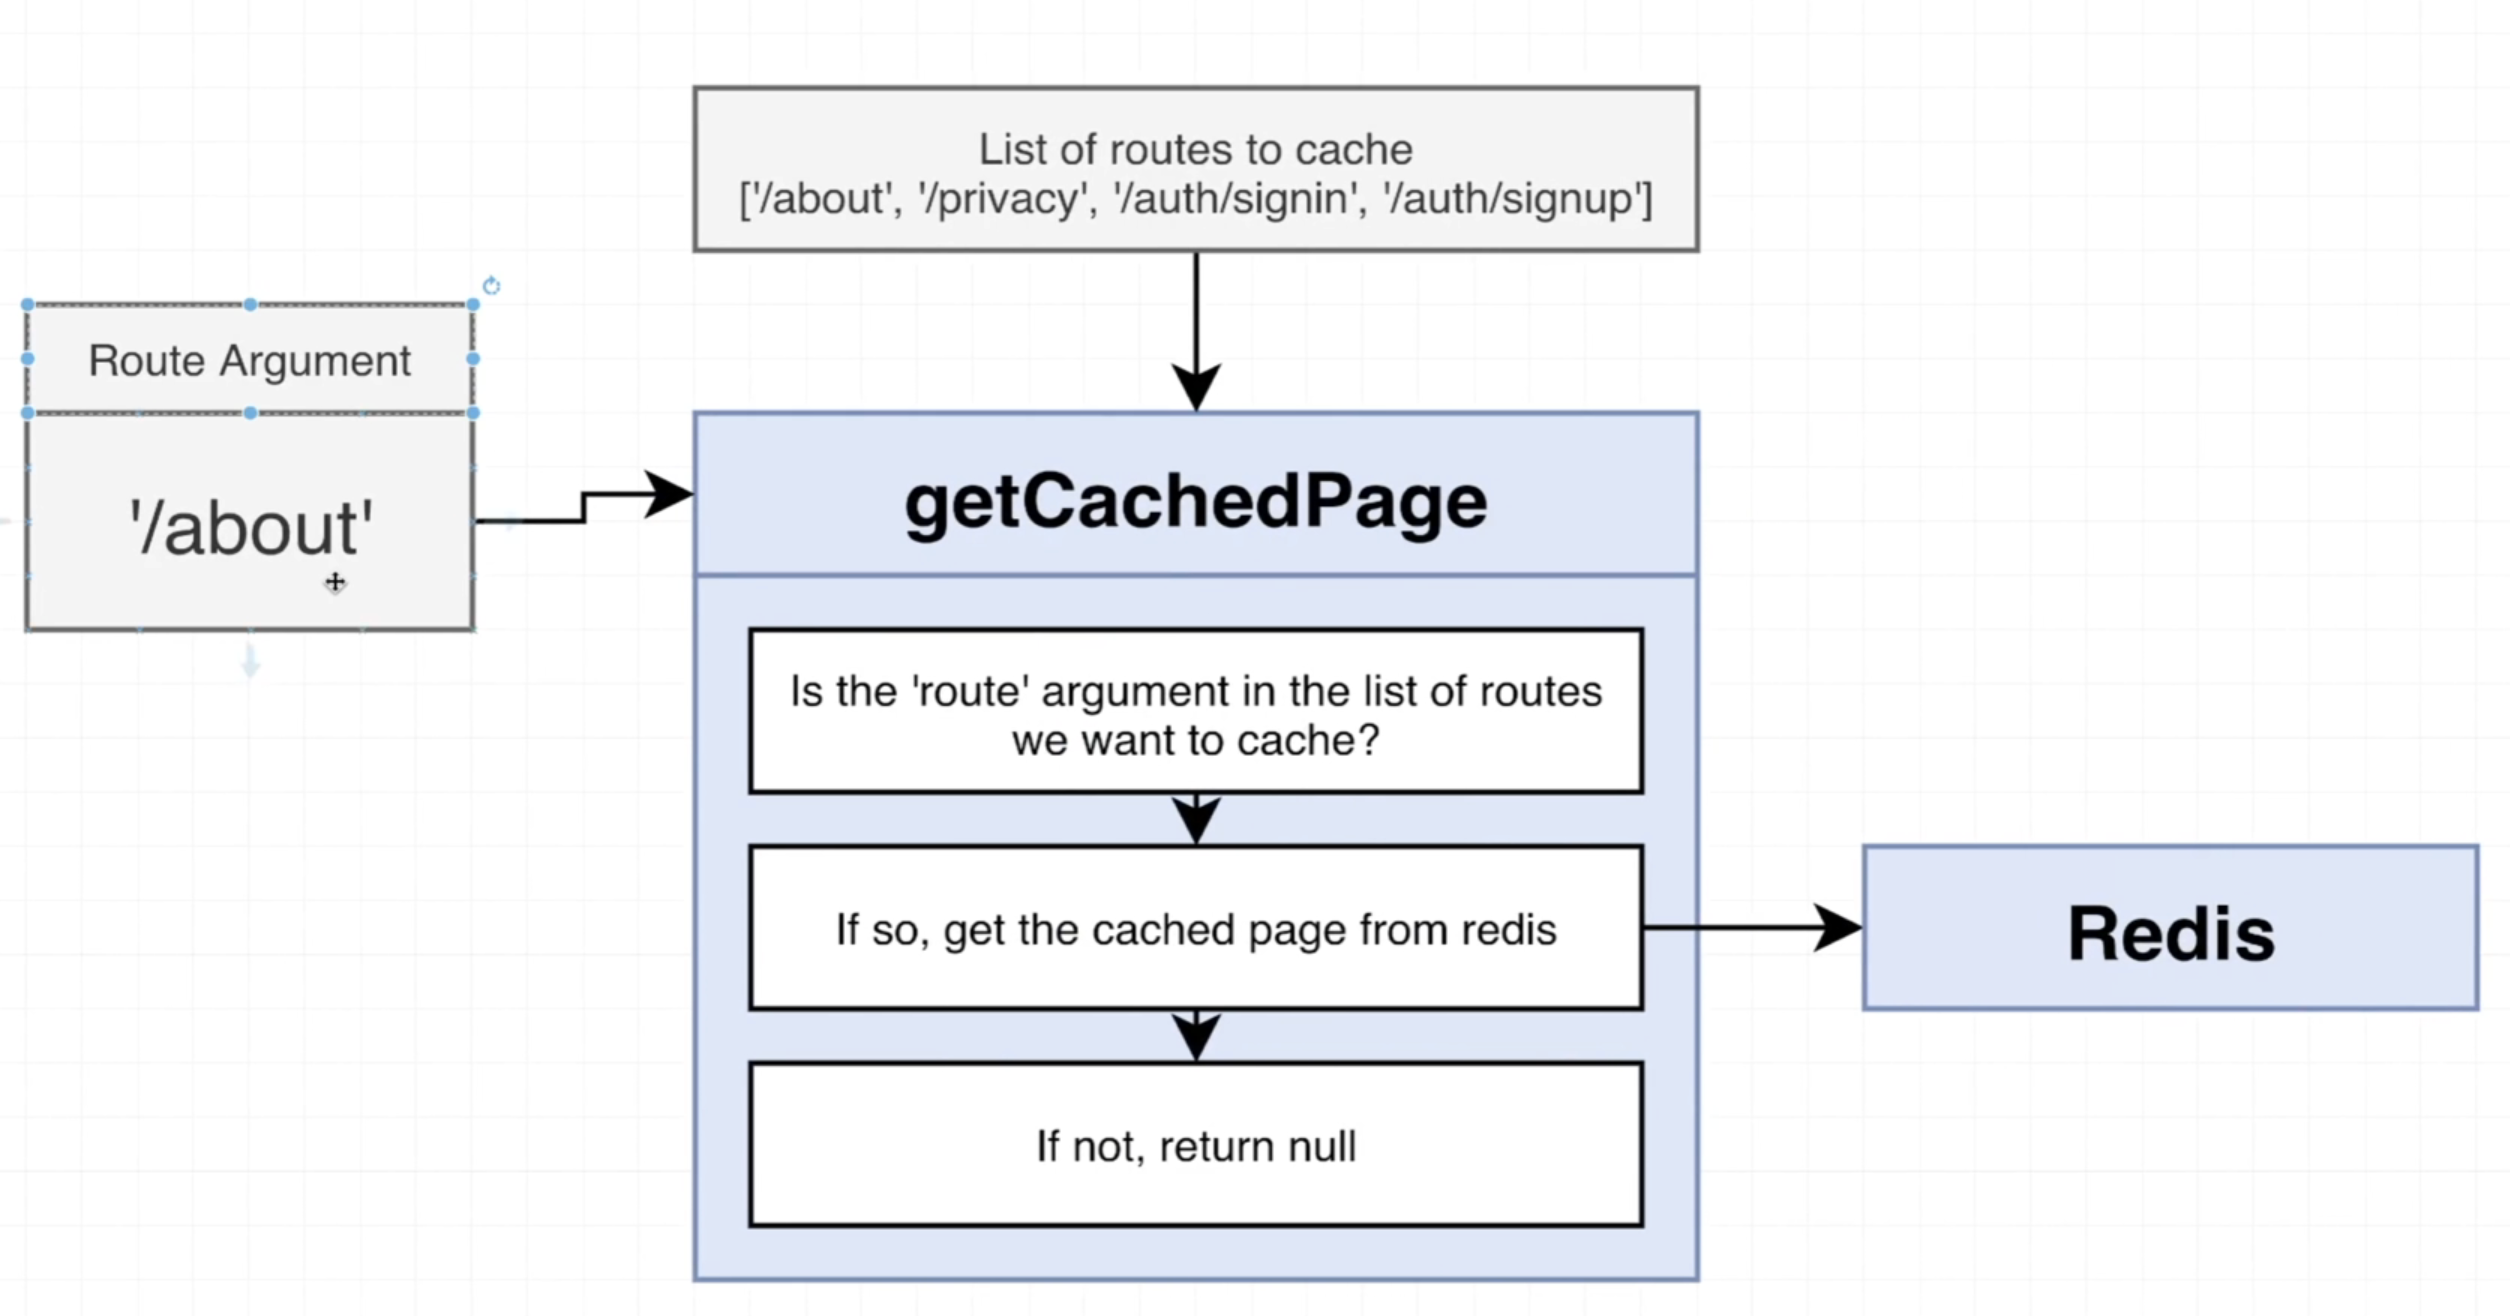 List of routes to cache
['/about', '/privacy', '/auth/signin', '/auth/signup']
Route Argument
'/about'
getCachedPage
Is the 'route' argument in the list of routes
we want to cache?
If so, get the cached page from redis
Redis
If not, return null